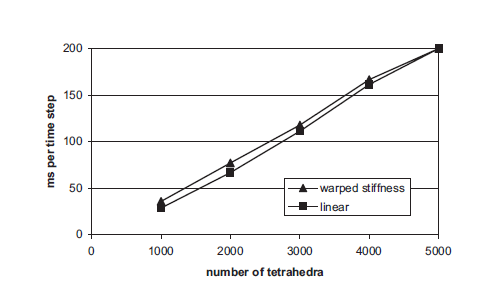 200
150
100
50
0
ms per time step
warped stiffness
linear
0 1000 2000 3000 4000 5000
number of tetrahedra